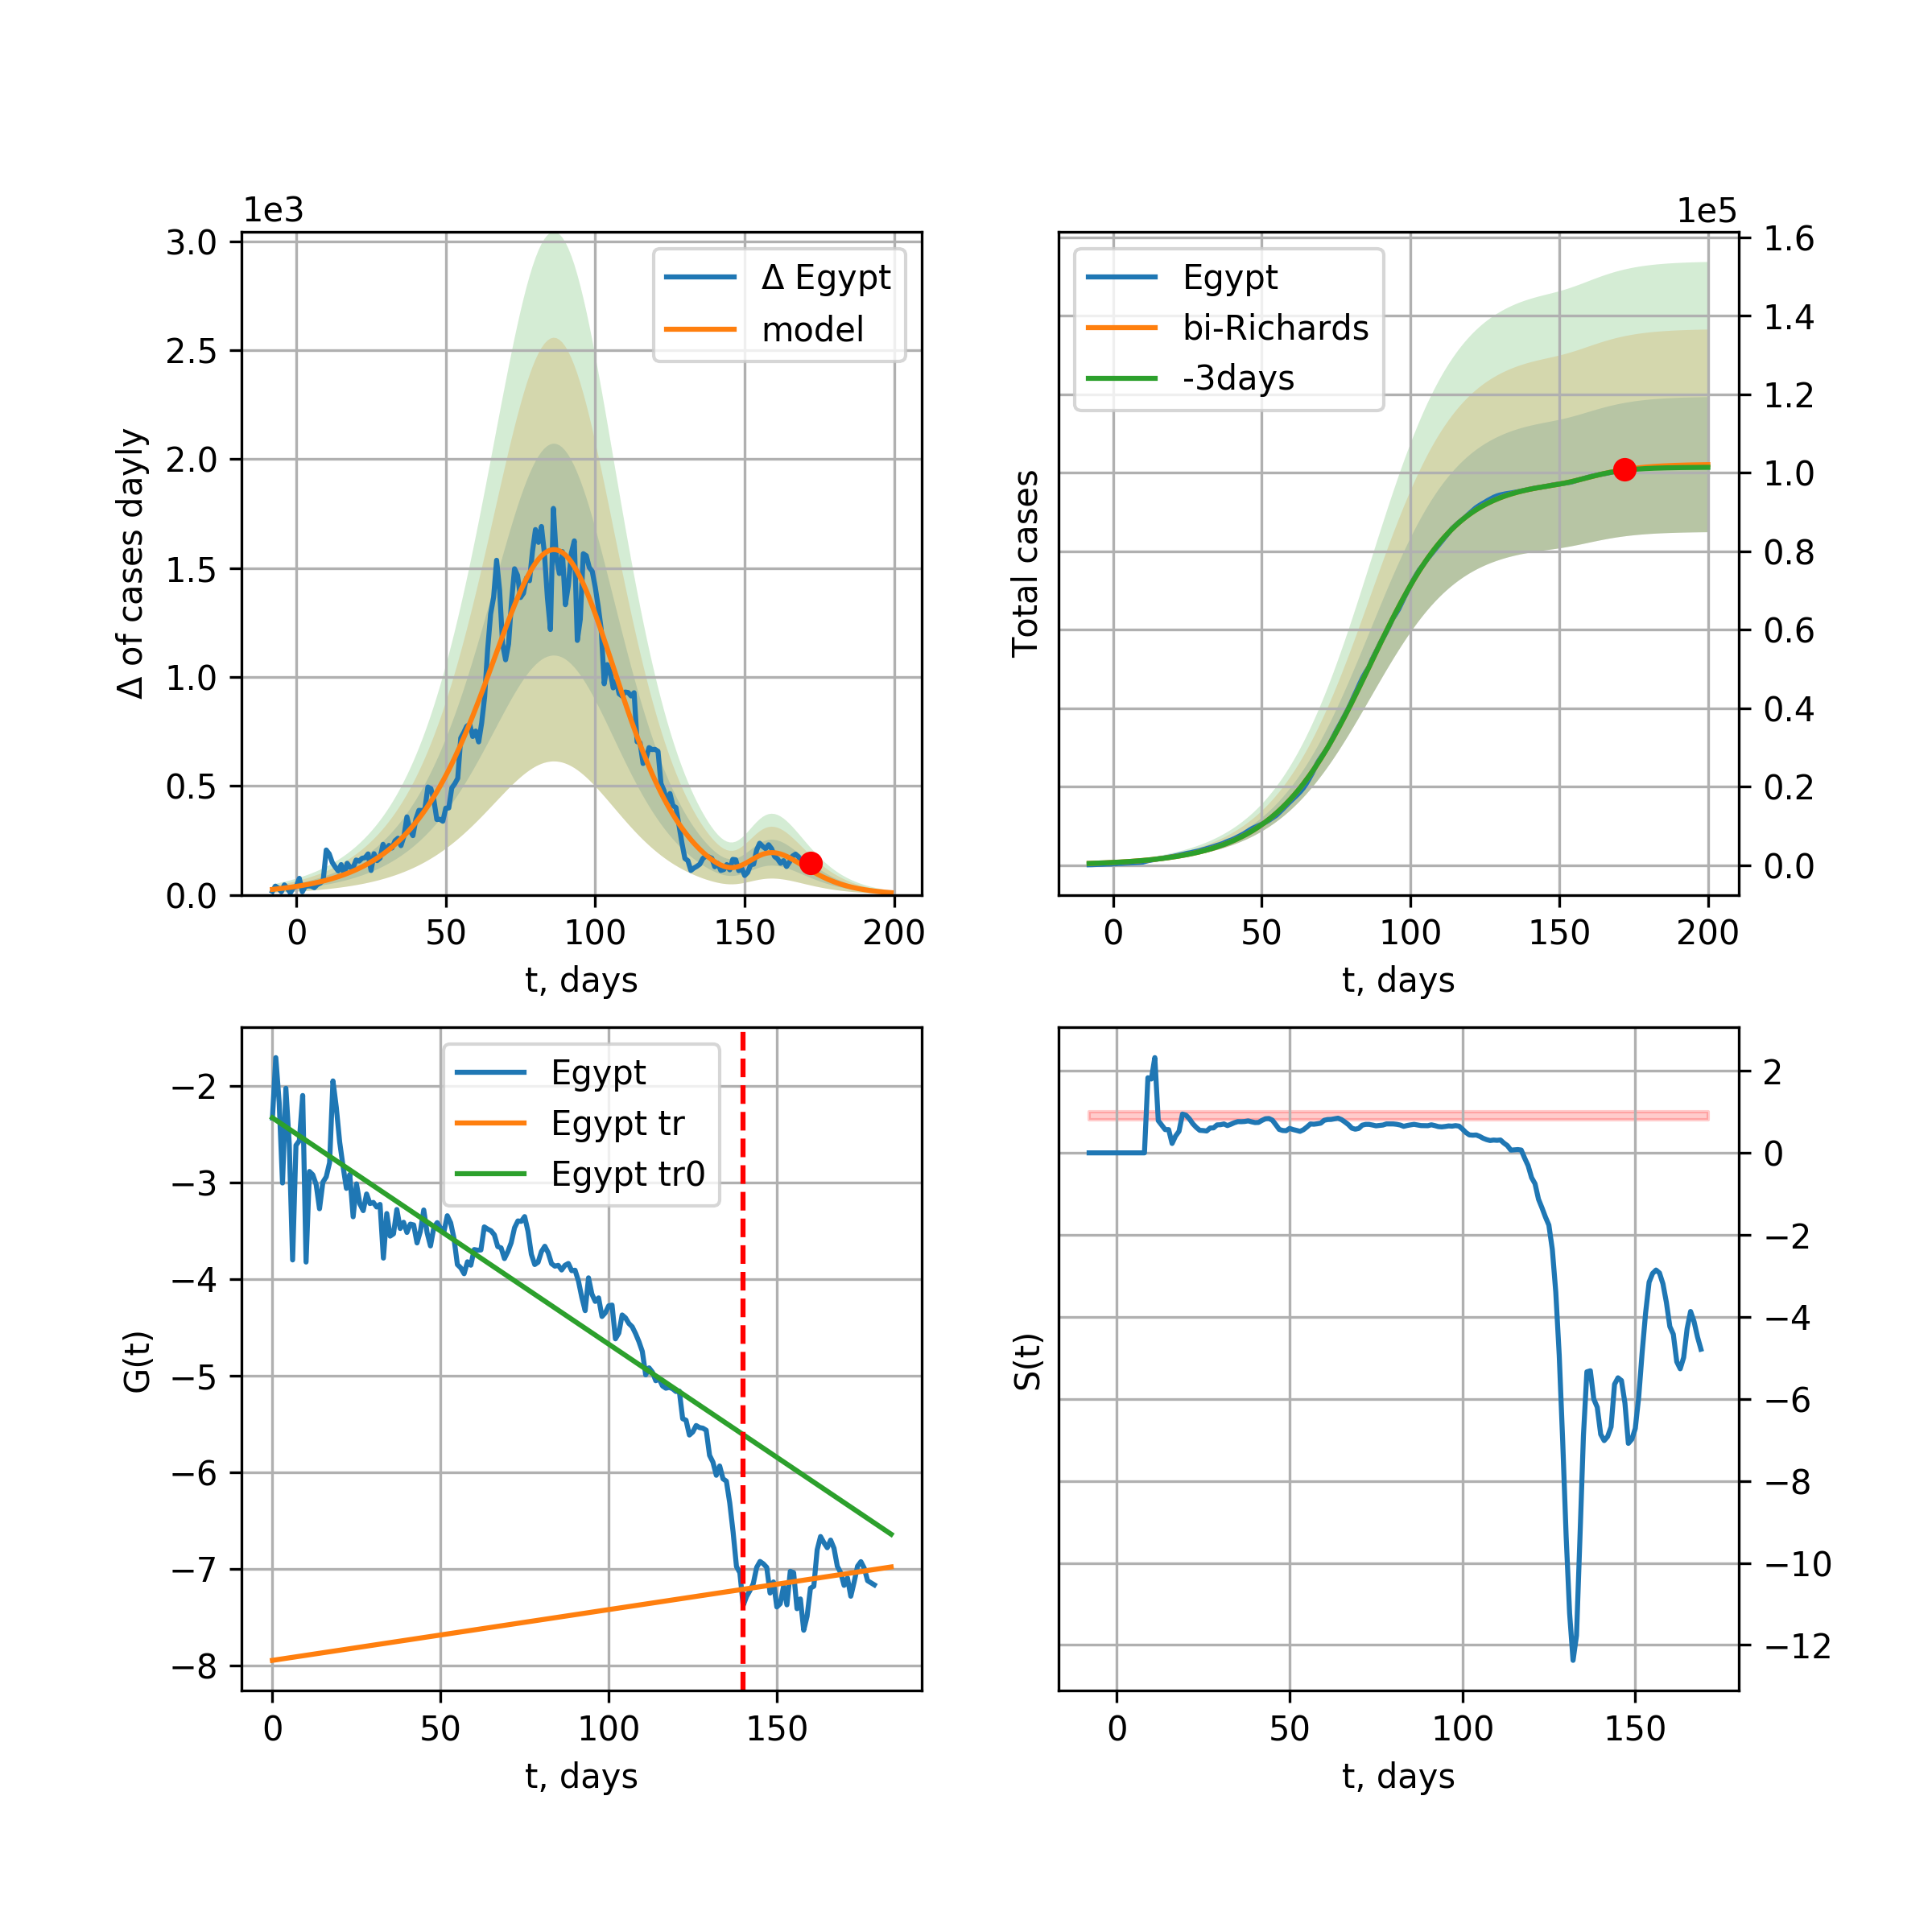 1e3
3.0
2.5
2.0
1.5
1.0
0.5
0.0
Δ of cases dayly
Δ Egypt
model
0 50 100 150 200
t, days
1e5
1.6
1.4
1.2
1.0
0.8
0.6
0.4
0.2
0.0
Total cases
Egypt
bi-Richards
-3days
0 50 100 150 200
t, days
−2
−3
−4
−5
−6
−7
−8
G(t)
Egypt
Egypt tr
Egypt tr0
0 50 100 150
t, days
2
0
−2
−4
−6
−8
−10
−12
S(t)
0 50 100 150
t, days